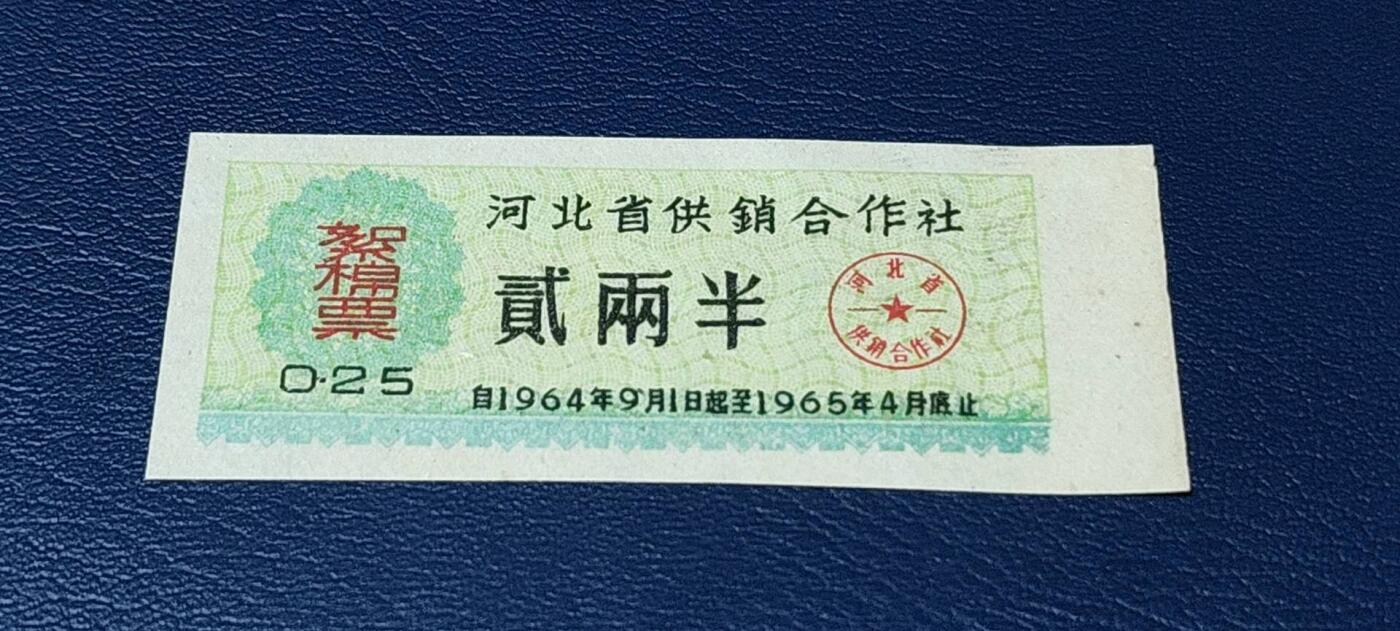 河北省供銷合作社
絮棉票
貳兩半
河北省
供銷合作社
0·25
自1964年9月1日起至1965年4月底止